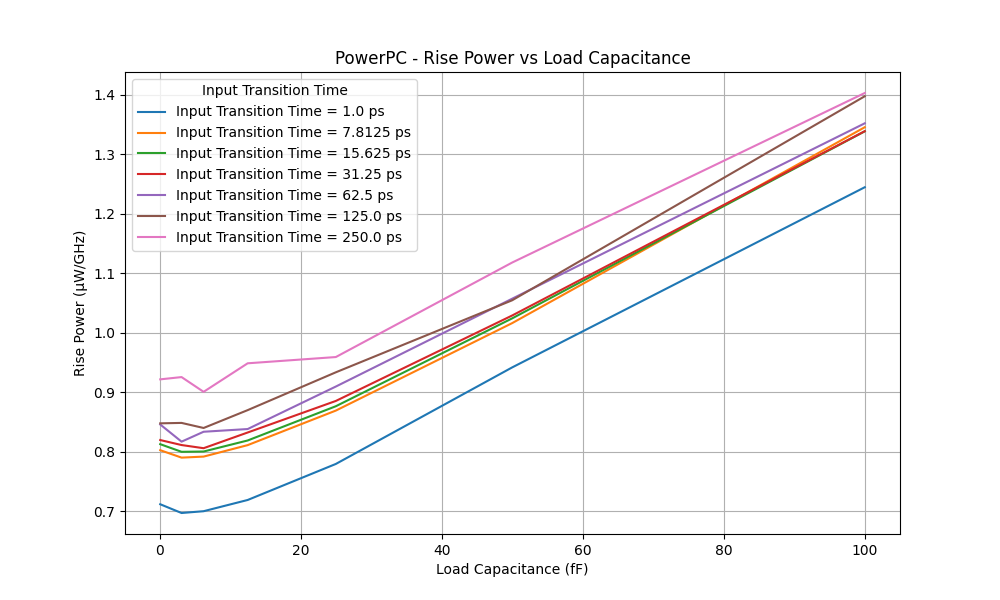 PowerPC - Rise Power vs Load Capacitance
Input Transition Time
Input Transition Time = 1.0 ps
Input Transition Time = 7.8125 ps
Input Transition Time = 15.625 ps
Input Transition Time = 31.25 ps
Input Transition Time = 62.5 ps
Input Transition Time = 125.0 ps
Input Transition Time = 250.0 ps
Rise Power (μW/GHz)
1.4
1.3
1.2
1.1
1.0
0.9
0.8
0.7
0 20 40 60 80 100
Load Capacitance (fF)